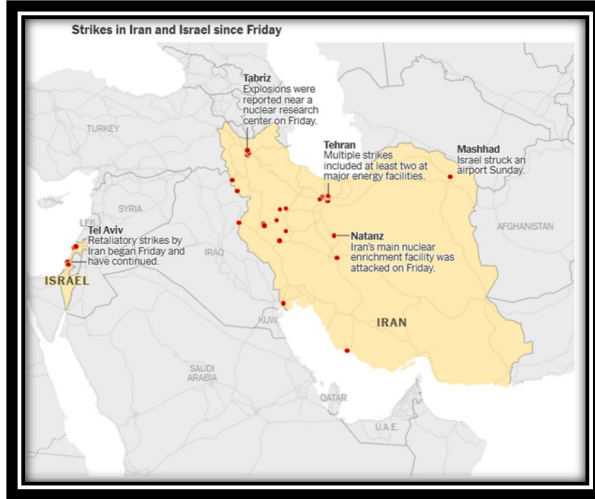 Strikes in Iran and Israel since Friday
Tabriz
Explosions were
reported near a
nuclear research
center on Friday.
TURKEY
Tehran
Multiple strikes
included at least two at
major energy facilities.
Mashhad
Israel struck an
airport Sunday.
SYRIA
LEB.
Tel Aviv
Retaliatory strikes by
Iran began Friday and
have continued.
ISRAEL
IRAQ
Natanz
Iran's main nuclear
enrichment facility was
attacked on Friday.
AFGHANISTAN
KUW.
IRAN
SAUDI
ARABIA
QATAR
U.A.E.